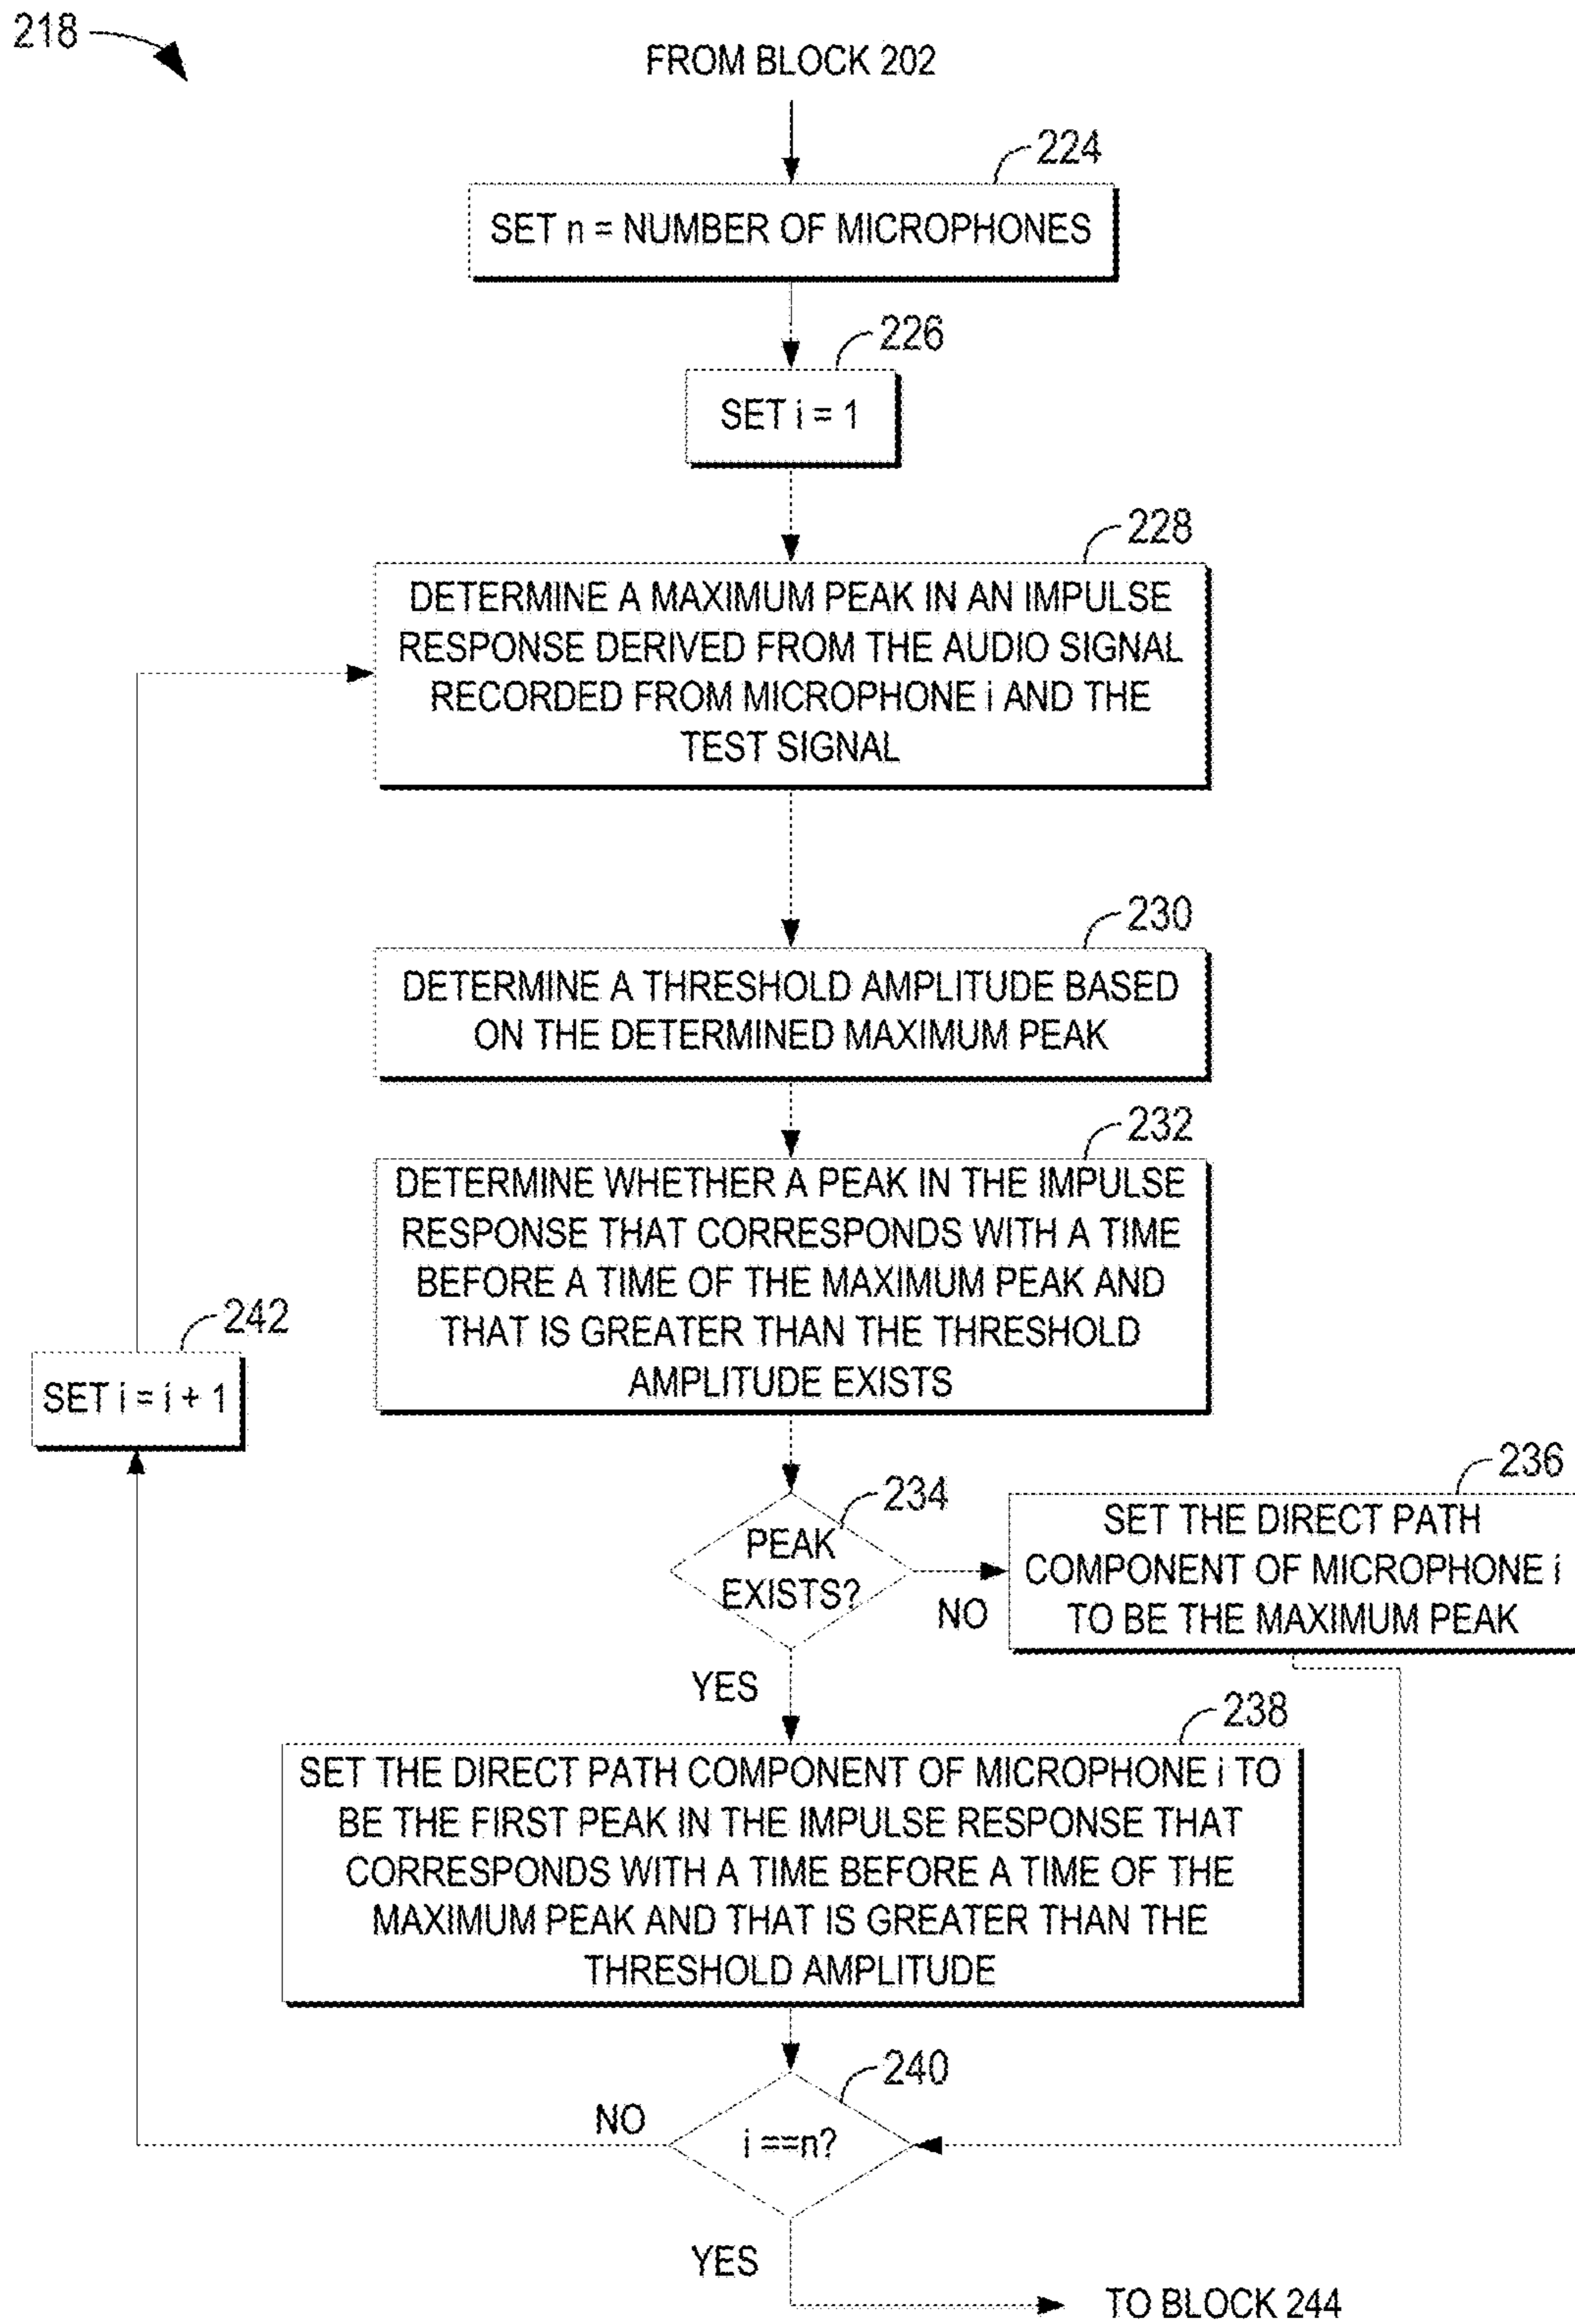 218
FROM BLOCK 202
224
SET n = NUMBER OF MICROPHONES
226
SET i = 1
228
DETERMINE A MAXIMUM PEAK IN AN IMPULSE
RESPONSE DERIVED FROM THE AUDIO SIGNAL
RECORDED FROM MICROPHONE i AND THE
TEST SIGNAL
230
DETERMINE A THRESHOLD AMPLITUDE BASED
ON THE DETERMINED MAXIMUM PEAK
232
DETERMINE WHETHER A PEAK IN THE IMPULSE
RESPONSE THAT CORRESPONDS WITH A TIME
BEFORE A TIME OF THE MAXIMUM PEAK AND
THAT IS GREATER THAN THE THRESHOLD
AMPLITUDE EXISTS
242
SET i = i + 1
234
PEAK
EXISTS?
NO
236
SET THE DIRECT PATH
COMPONENT OF MICROPHONE i
TO BE THE MAXIMUM PEAK
YES
238
SET THE DIRECT PATH COMPONENT OF MICROPHONE i TO
BE THE FIRST PEAK IN THE IMPULSE RESPONSE THAT
CORRESPONDS WITH A TIME BEFORE A TIME OF THE
MAXIMUM PEAK AND THAT IS GREATER THAN THE
THRESHOLD AMPLITUDE
240
NO
i ==n?
YES
TO BLOCK 244